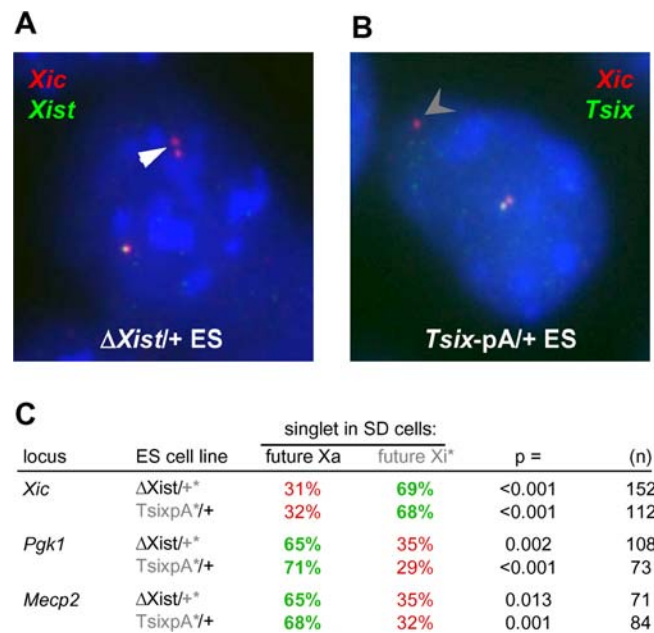 A
B
Xic
Xist
Xic
Tsix
ΔXist/+ ES
Tsix-pA/+ ES
C
singlet in SD cells:
locus ES cell line future Xa future Xi* p = (n)
Xic ΔXist/+* 31% 69% <0.001 152
TsixpA*/+ 32% 68% <0.001 112
Pgk1 ΔXist/+* 65% 35% 0.002 108
TsixpA*/+ 71% 29% <0.001 73
Mecp2 ΔXist/+* 65% 35% 0.013 71
TsixpA*/+ 68% 32% 0.001 84